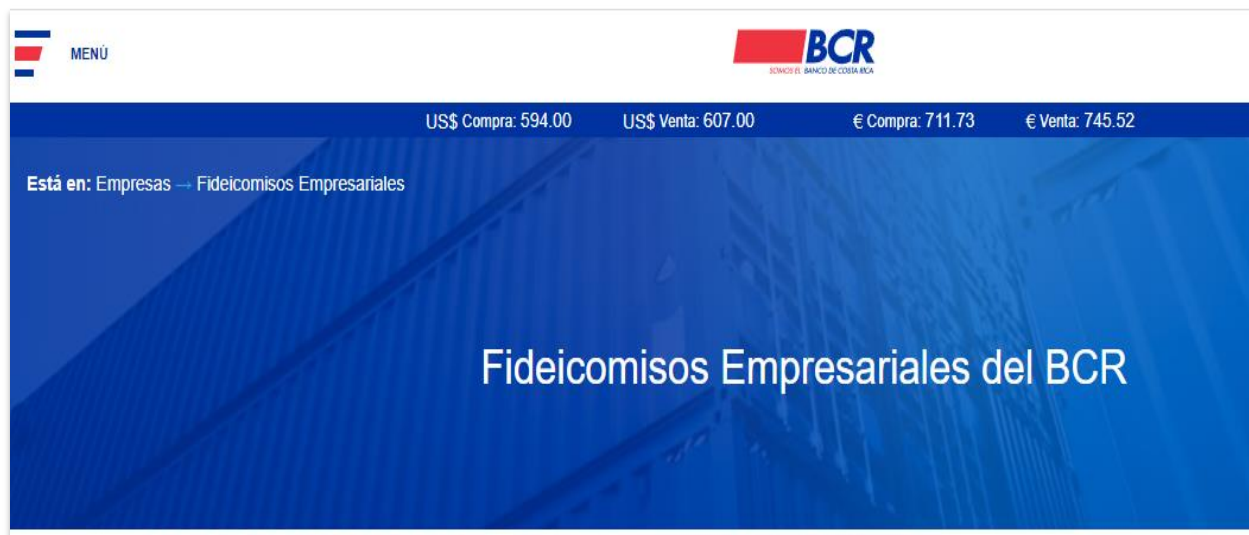 MENÚ
BCR
SOMOS EL BANCO DE COSTA RICA
US$ Compra: 594.00 US$ Venta: 607.00 € Compra: 711.73 € Venta: 745.52
Está en: Empresas → Fideicomisos Empresariales
Fideicomisos Empresariales del BCR